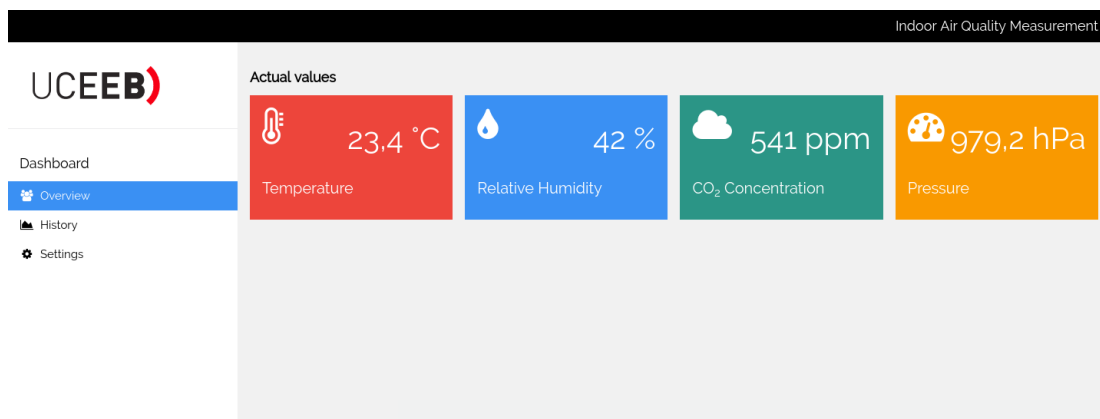 Indoor Air Quality Measurement
UCEEB)
Dashboard
Overview
History
Settings
Actual values
23,4 °C
Temperature
42 %
Relative Humidity
541 ppm
CO₂ Concentration
979,2 hPa
Pressure